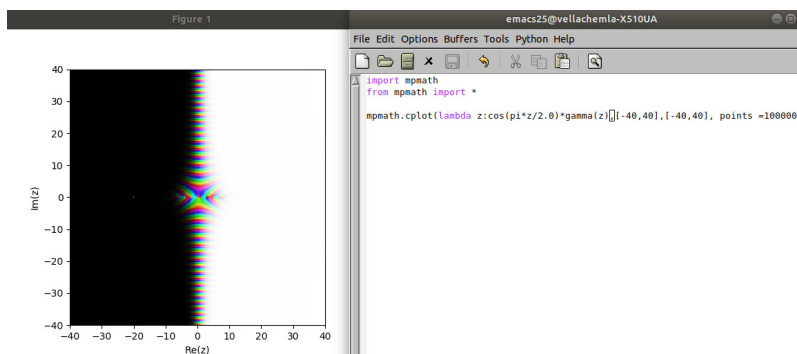 Figure 1
emacs25@vellachemla-X510UA
File Edit Options Buffers Tools Python Help
import mpmath
from mpmath import *
mpmath.cplot(lambda z:cos(pi*z/2.0)*gamma(z),[-40,40],[-40,40], points =100000
40
30
20
10
0
−10
−20
−30
−40
Im(z)
−40 −30 −20 −10 0 10 20 30 40
Re(z)